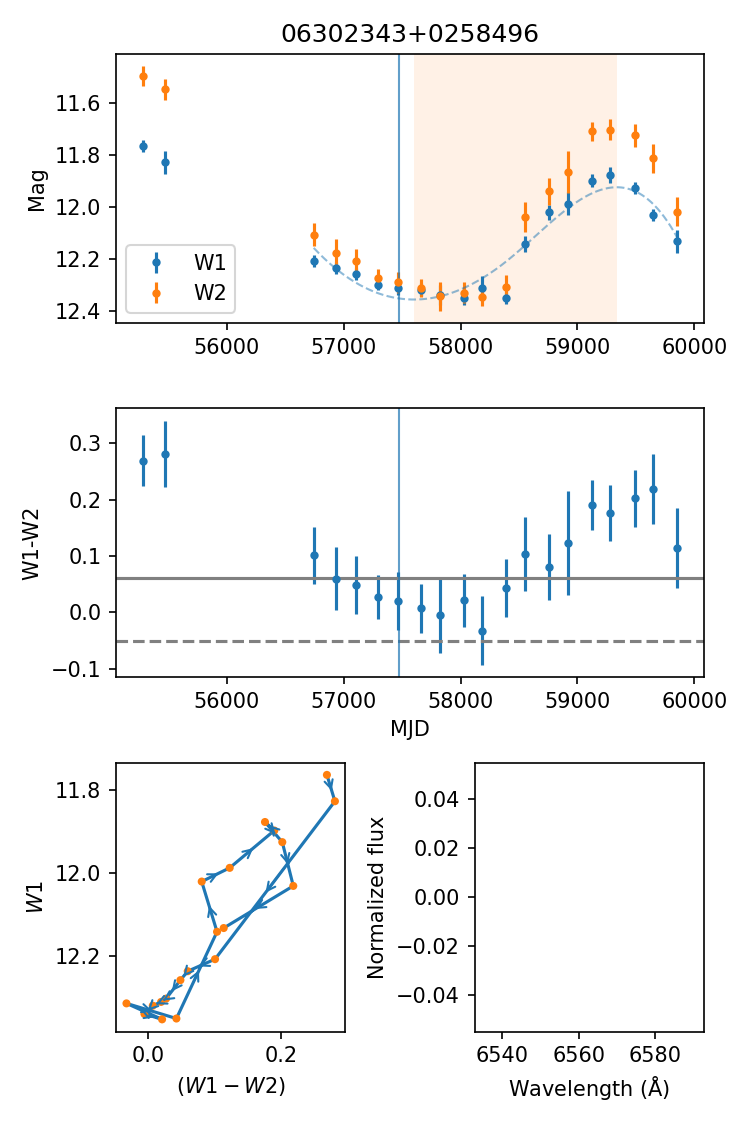 06302343+0258496
Mag
11.6
11.8
12.0
12.2
12.4
W1
W2
56000 57000 58000 59000 60000
W1-W2
0.3
0.2
0.1
0.0
−0.1
56000 57000 58000 59000 60000
MJD
W1
11.8
12.0
12.2
0.0 0.2
(W1 − W2)
Normalized flux
0.04
0.02
0.00
−0.02
−0.04
6540 6560 6580
Wavelength (Å)